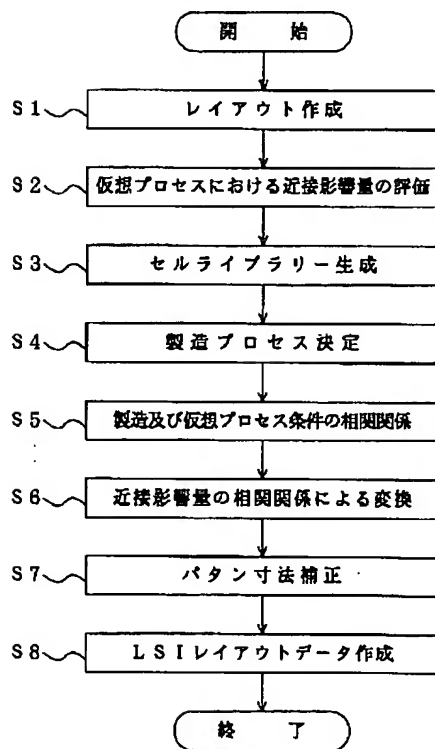 開 始
S1 レイアウト作成
S2 仮想プロセスにおける近接影響量の評価
S3 セルライブラリー生成
S4 製造プロセス決定
S5 製造及び仮想プロセス条件の相関関係
S6 近接影響量の相関関係による変換
S7 パタン寸法補正
S8 LSIレイアウトデータ作成
終 了